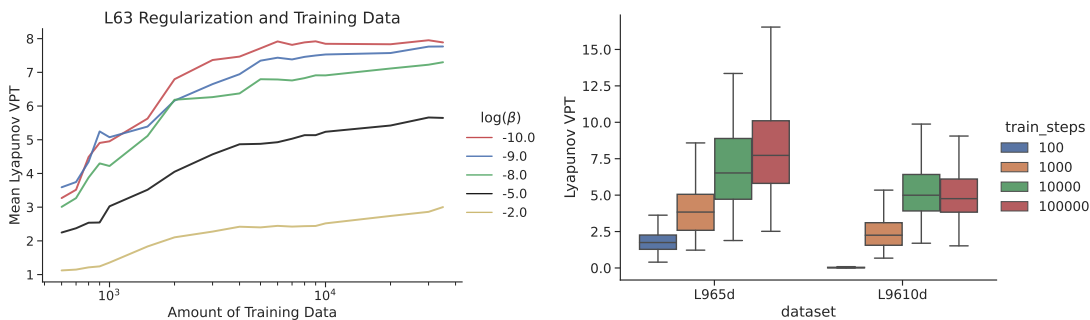 L63 Regularization and Training Data
Mean Lyapunov VPT
8
7
6
5
4
3
2
1
10³
10⁴
Amount of Training Data
log(β)
-10.0
-9.0
-8.0
-5.0
-2.0
Lyapunov VPT
15.0
12.5
10.0
7.5
5.0
2.5
0.0
L965d
L9610d
dataset
train_steps
100
1000
10000
100000